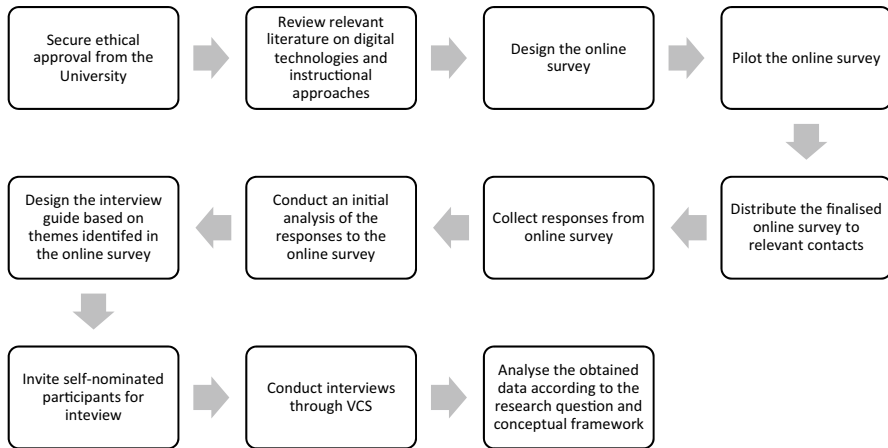 Secure ethical
approval from the
University
Review relevant
literature on digital
technologies and
instructional
approaches
Design the online
survey
Pilot the online survey
Distribute the finalised
online survey to
relevant contacts
Collect responses from
online survey
Conduct an initial
analysis of the
responses to the
online survey
Design the interview
guide based on
themes identifed in
the online survey
Invite self-nominated
participants for
inteview
Conduct interviews
through VCS
Analyse the obtained
data according to the
research question and
conceptual framework